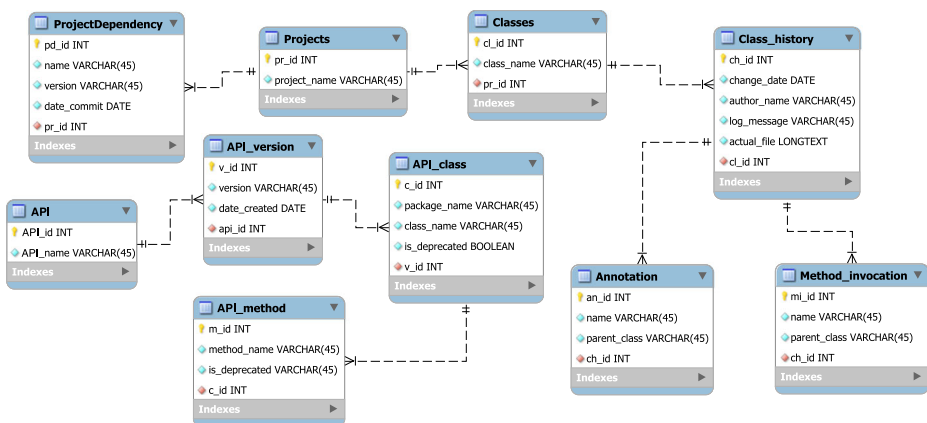 ProjectDependency
pd_id INT
name VARCHAR(45)
version VARCHAR(45)
date_commit DATE
pr_id INT
Indexes
Projects
pr_id INT
project_name VARCHAR(45)
Indexes
Classes
cl_id INT
class_name VARCHAR(45)
pr_id INT
Indexes
Class_history
ch_id INT
change_date DATE
author_name VARCHAR(45)
log_message VARCHAR(45)
actual_file LONGTEXT
cl_id INT
Indexes
API
API_id INT
API_name VARCHAR(45)
Indexes
API_version
v_id INT
version VARCHAR(45)
date_created DATE
api_id INT
Indexes
API_class
c_id INT
package_name VARCHAR(45)
class_name VARCHAR(45)
is_deprecated BOOLEAN
v_id INT
Indexes
API_method
m_id INT
method_name VARCHAR(45)
is_deprecated VARCHAR(45)
c_id INT
Indexes
Annotation
an_id INT
name VARCHAR(45)
parent_class VARCHAR(45)
ch_id INT
Indexes
Method_invocation
mi_id INT
name VARCHAR(45)
parent_class VARCHAR(45)
ch_id INT
Indexes